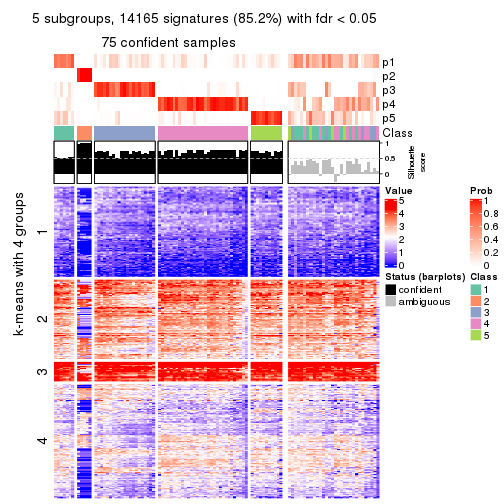 5 subgroups, 14165 signatures (85.2%) with fdr < 0.05
75 confident samples
p1
p2
p3
p4
p5
Class
1
0.5
0
Silhouette
score
k-means with 4 groups
1
2
3
4
Value
5
4
3
2
1
0
Prob
1
0.8
0.6
0.4
0.2
0
Status (barplots)
confident
ambiguous
Class
1
2
3
4
5